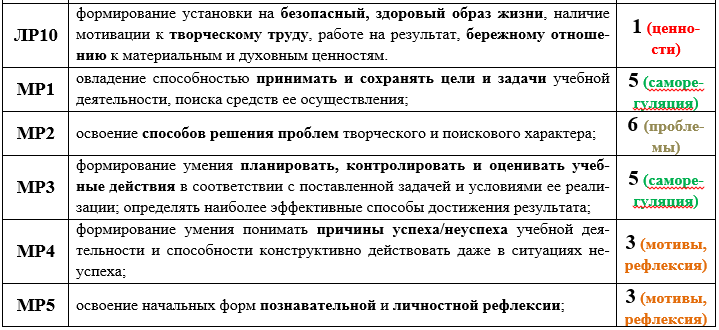 ЛР10
формирование установки на безопасный, здоровый образ жизни, наличие
мотивации к творческому труду, работе на результат, бережному отноше-
нию к материальным и духовным ценностям.
1 (ценно-
сти)
МР1
овладение способностью принимать и сохранять цели и задачи учебной
деятельности, поиска средств ее осуществления;
5 (саморе-
гуляция)
МР2
освоение способов решения проблем творческого и поискового характера;
6 (пробле-
мы)
МР3
формирование умения планировать, контролировать и оценивать учеб-
ные действия в соответствии с поставленной задачей и условиями ее реали-
зации; определять наиболее эффективные способы достижения результата;
5 (саморе-
гуляция)
МР4
формирование умения понимать причины успеха/неуспеха учебной дея-
тельности и способности конструктивно действовать даже в ситуациях не-
успеха;
3 (мотивы,
рефлексия)
МР5
освоение начальных форм познавательной и личностной рефлексии;
3 (мотивы,
рефлексия)